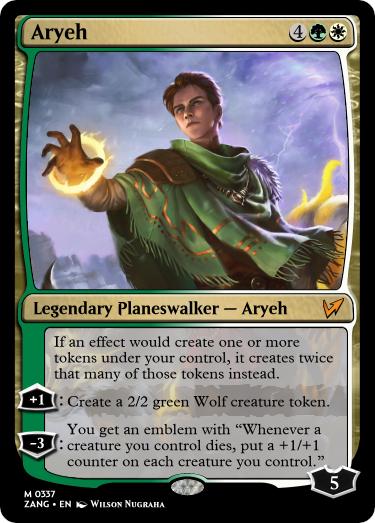 Aryeh 4
Legendary Planeswalker — Aryeh
If an effect would create one or more
tokens under your control, it creates twice
that many of those tokens instead.
+1: Create a 2/2 green Wolf creature token.
You get an emblem with “Whenever a
-3: creature you control dies, put a +1/+1
counter on each creature you control.”
5
M 0337
ZANG • EN Wilson Nugraha